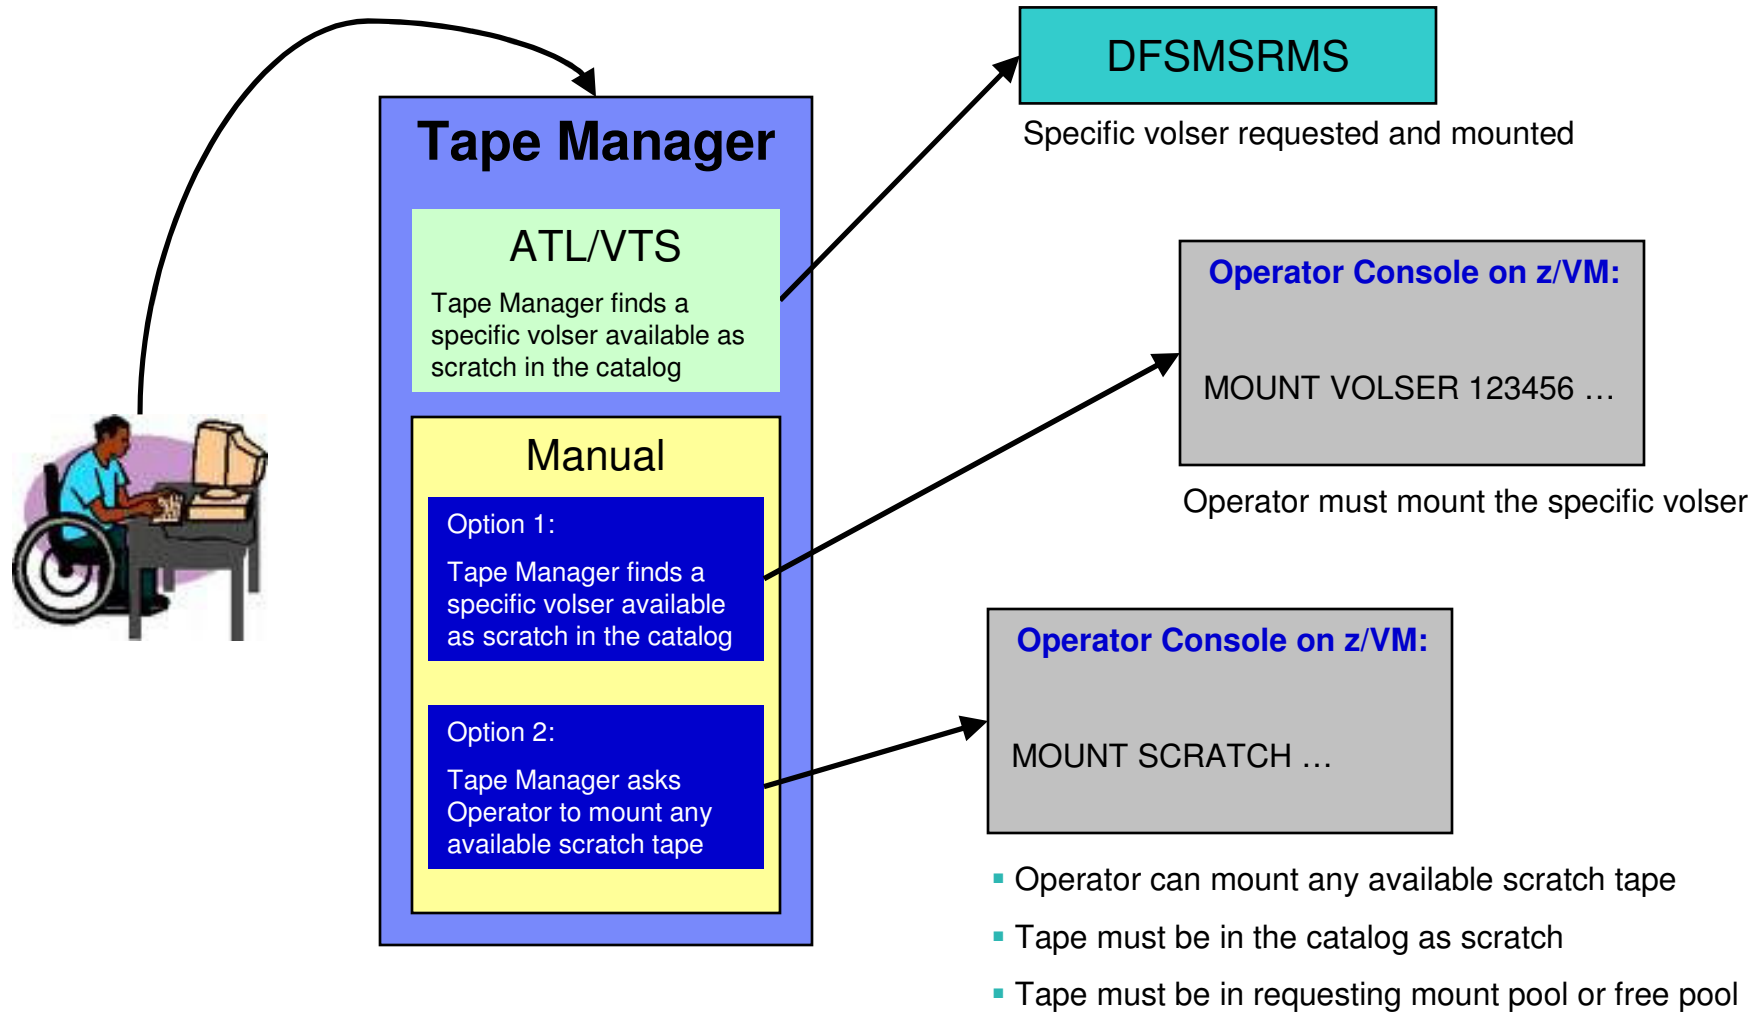 Tape Manager
ATL/VTS
Tape Manager finds a
specific volser available as
scratch in the catalog
Manual
Option 1:
Tape Manager finds a
specific volser available
as scratch in the catalog
Option 2:
Tape Manager asks
Operator to mount any
available scratch tape
DFSMSRMS
Specific volser requested and mounted
Operator Console on z/VM:
MOUNT VOLSER 123456 …
Operator must mount the specific volser
Operator Console on z/VM:
MOUNT SCRATCH …
▪ Operator can mount any available scratch tape
▪ Tape must be in the catalog as scratch
▪ Tape must be in requesting mount pool or free pool